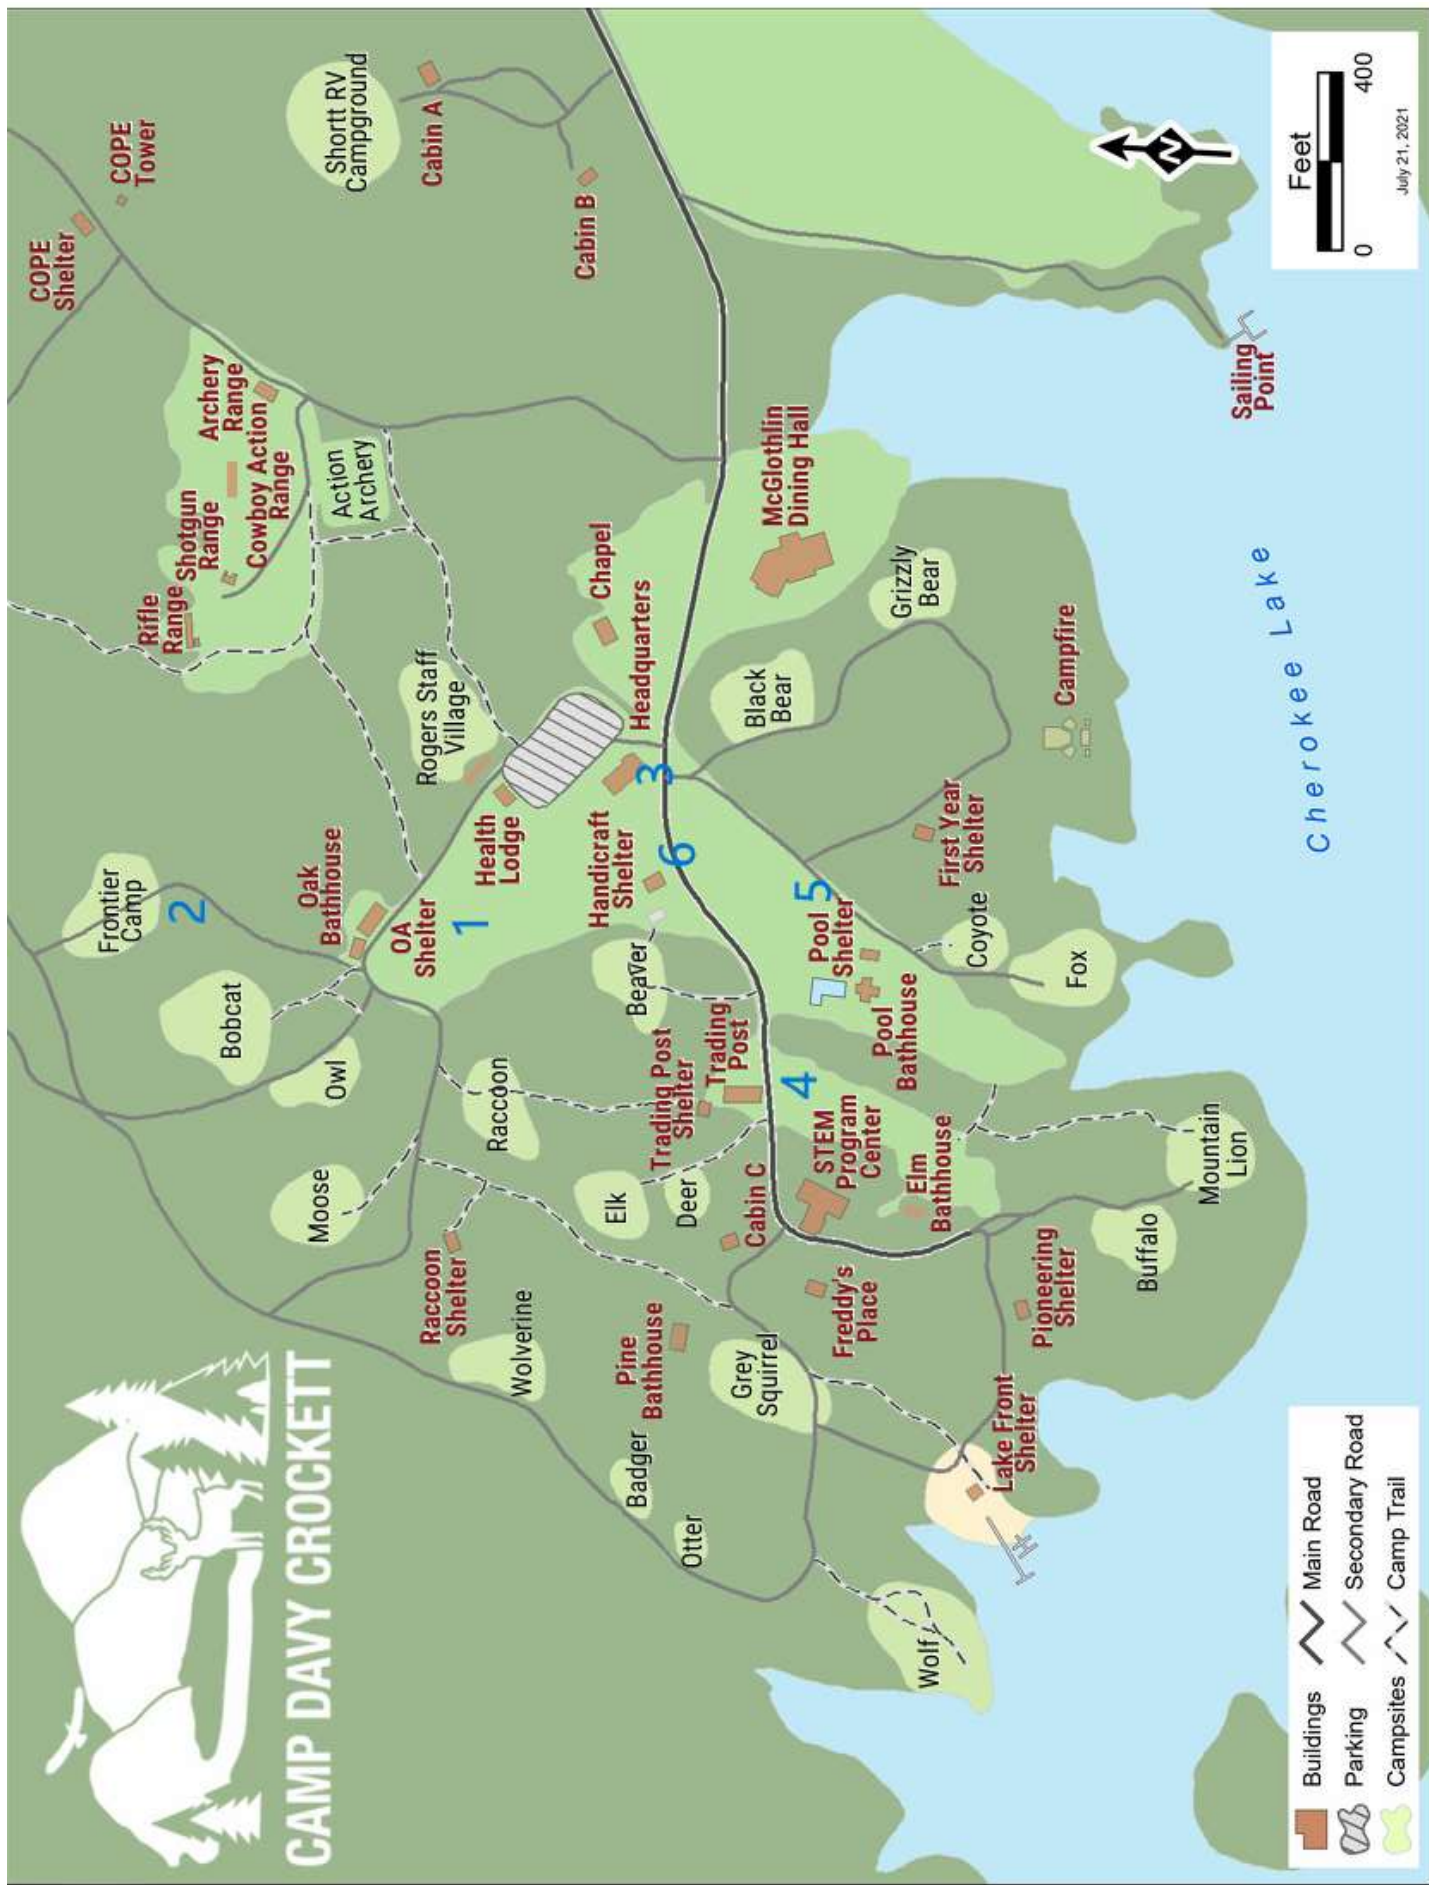 CAMP DAVY CROCKETT
COPE
Shelter
COPE
Tower
Shortt RV
Campground
Cabin A
Cabin B
Archery
Range
Cowboy Action
Range
Shotgun
Range
Rifle
Range
Action
Archery
Frontier
Camp
2
Bobcat
Owl
Oak
Bathhouse
OA
Shelter
1
Rogers Staff
Village
Health
Lodge
Chapel
Headquarters
3
Handicraft
Shelter
6
McGlothlin
Dining Hall
Grizzly
Bear
Black
Bear
Campfire
First Year
Shelter
5
Pool
Shelter
Pool
Bathhouse
Coyote
Fox
Beaver
Trading Post
Shelter
Trading
Post
4
Raccoon
Moose
Raccoon
Shelter
Elk
Deer
Cabin C
STEM
Program
Center
Elm
Bathhouse
Mountain
Lion
Buffalo
Pioneering
Shelter
Freddy's
Place
Wolverine
Pine
Bathhouse
Grey
Squirrel
Badger
Otter
Lake Front
Shelter
Wolf
Cherokee Lake
Sailing
Point
Buildings
Parking
Campsites
Main Road
Secondary Road
Camp Trail
N
Feet
0 400
July 21, 2021